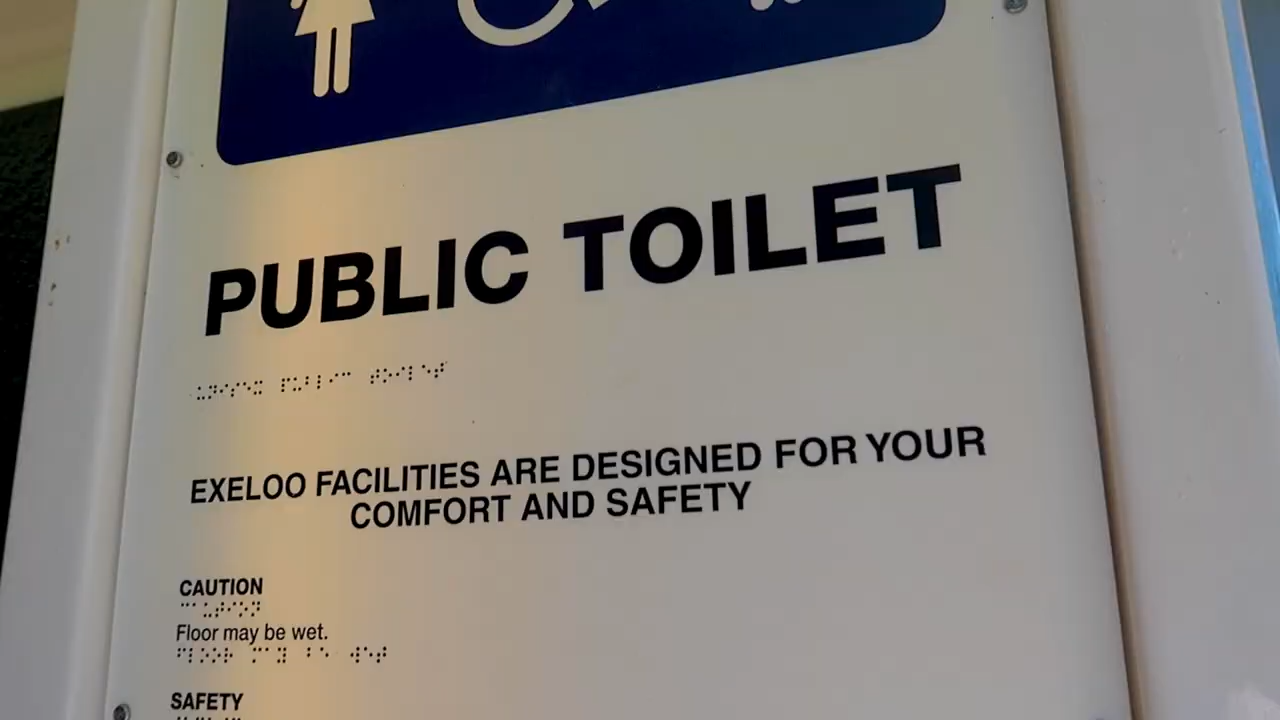 PUBLIC TOILET
⠥⠝⠊⠎⠑⠭ ⠏⠥⠃⠇⠊⠉ ⠞⠕⠊⠇⠑⠞
EXELOO FACILITIES ARE DESIGNED FOR YOUR
COMFORT AND SAFETY
CAUTION
⠉⠁⠥⠞⠊⠕⠝
Floor may be wet.
⠋⠇⠕⠕⠗ ⠍⠁⠽ ⠃⠑ ⠺⠑⠞
SAFETY